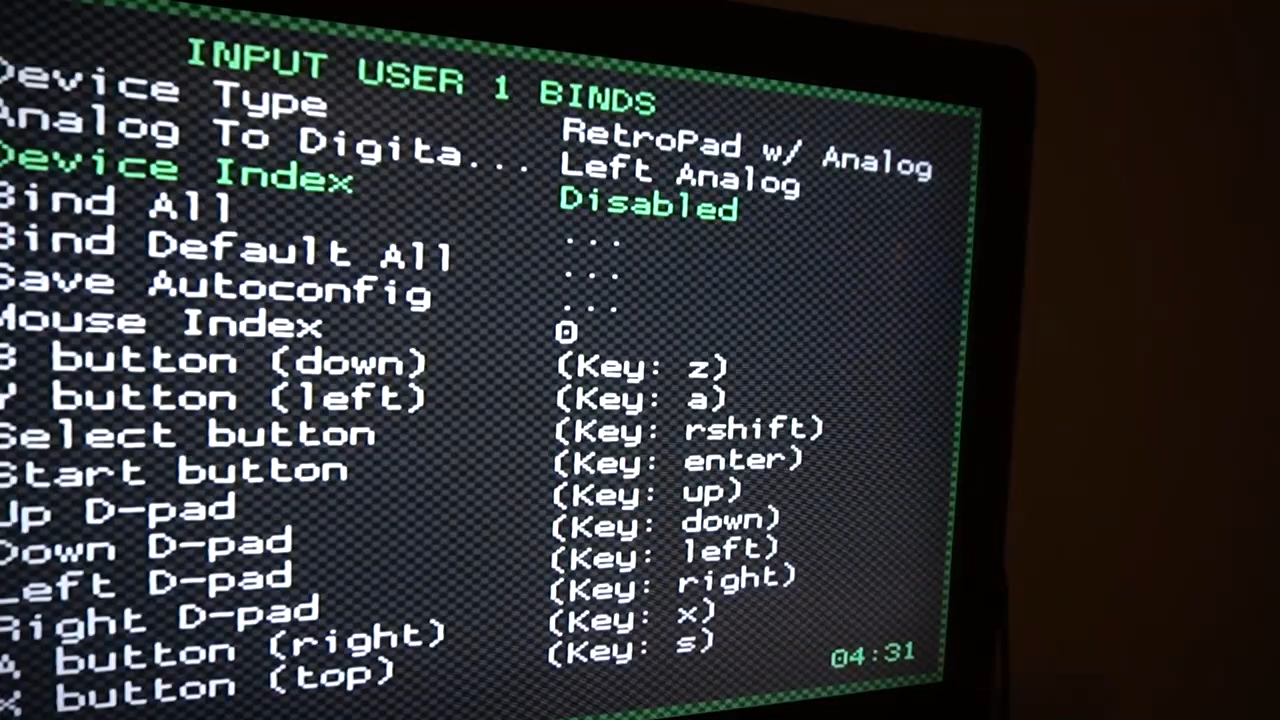 INPUT USER 1 BINDS
Device Type RetroPad w/ Analog
Analog To Digita... Left Analog
Device Index Disabled
Bind All ...
Bind Default All ...
Save Autoconfig ...
Mouse Index 0
B button (down) (Key: z)
Y button (left) (Key: a)
Select button (Key: rshift)
Start button (Key: enter)
Up D-pad (Key: up)
Down D-pad (Key: down)
Left D-pad (Key: left)
Right D-pad (Key: right)
A button (right) (Key: x)
X button (top) (Key: s)
04:31